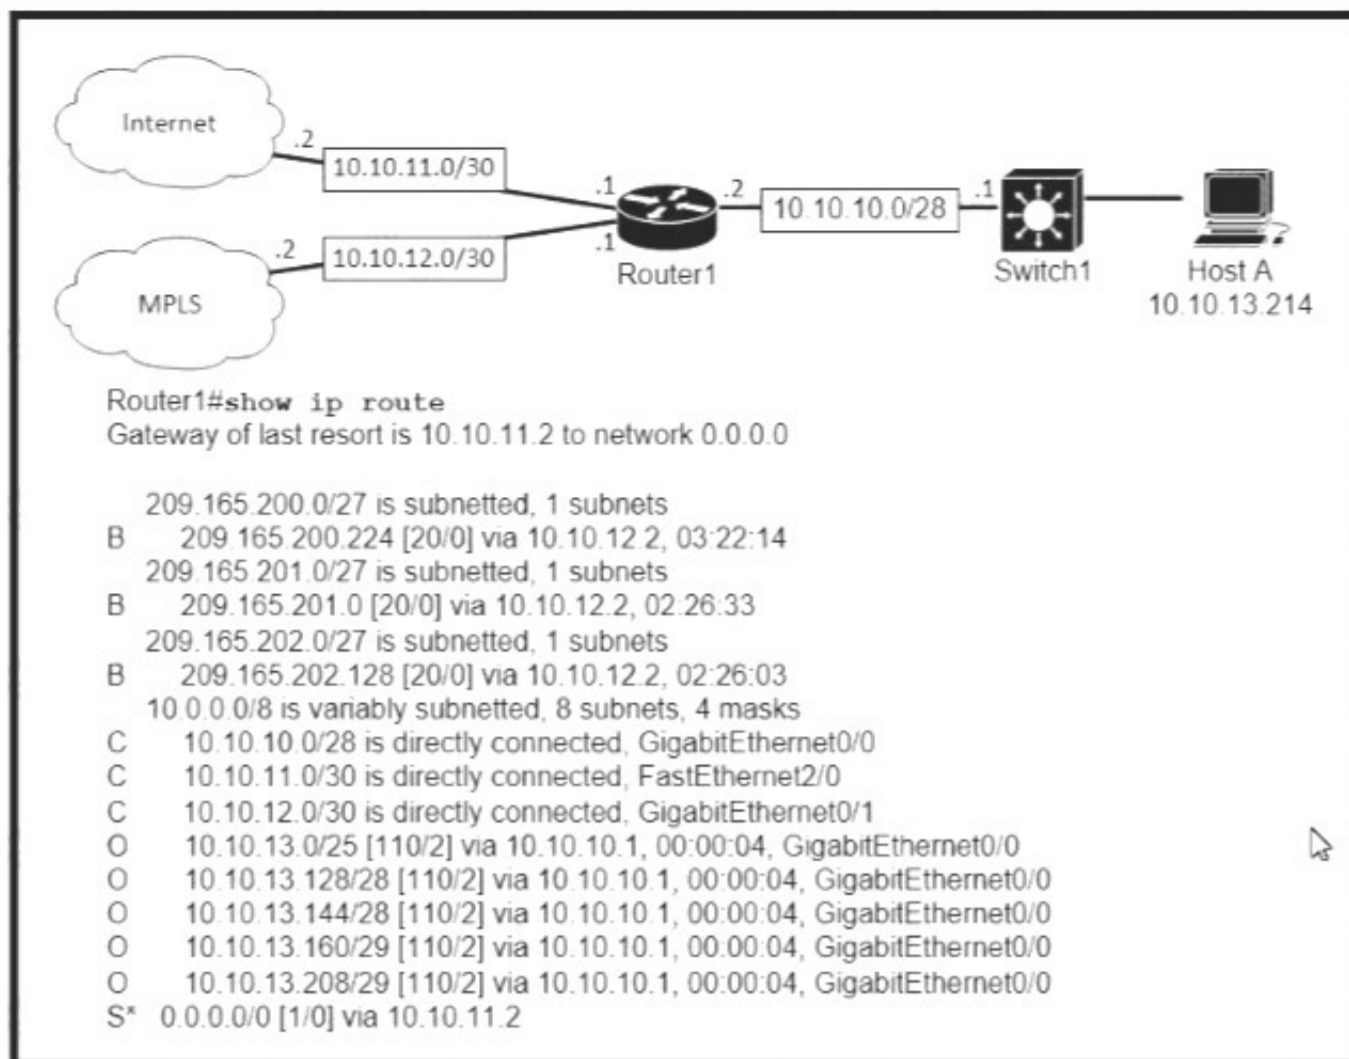 Internet
.2
10.10.11.0/30
.1
.2
10.10.10.0/28
.1
.2
10.10.12.0/30
.1
Router1
Switch1
Host A
10.10.13.214
MPLS
Router1#show ip route
Gateway of last resort is 10.10.11.2 to network 0.0.0.0
209.165.200.0/27 is subnetted, 1 subnets
B 209.165.200.224 [20/0] via 10.10.12.2, 03:22:14
209.165.201.0/27 is subnetted, 1 subnets
B 209.165.201.0 [20/0] via 10.10.12.2, 02:26:33
209.165.202.0/27 is subnetted, 1 subnets
B 209.165.202.128 [20/0] via 10.10.12.2, 02:26:03
10.0.0.0/8 is variably subnetted, 8 subnets, 4 masks
C 10.10.10.0/28 is directly connected, GigabitEthernet0/0
C 10.10.11.0/30 is directly connected, FastEthernet2/0
C 10.10.12.0/30 is directly connected, GigabitEthernet0/1
O 10.10.13.0/25 [110/2] via 10.10.10.1, 00:00:04, GigabitEthernet0/0
O 10.10.13.128/28 [110/2] via 10.10.10.1, 00:00:04, GigabitEthernet0/0
O 10.10.13.144/28 [110/2] via 10.10.10.1, 00:00:04, GigabitEthernet0/0
O 10.10.13.160/29 [110/2] via 10.10.10.1, 00:00:04, GigabitEthernet0/0
O 10.10.13.208/29 [110/2] via 10.10.10.1, 00:00:04, GigabitEthernet0/0
S* 0.0.0.0/0 [1/0] via 10.10.11.2